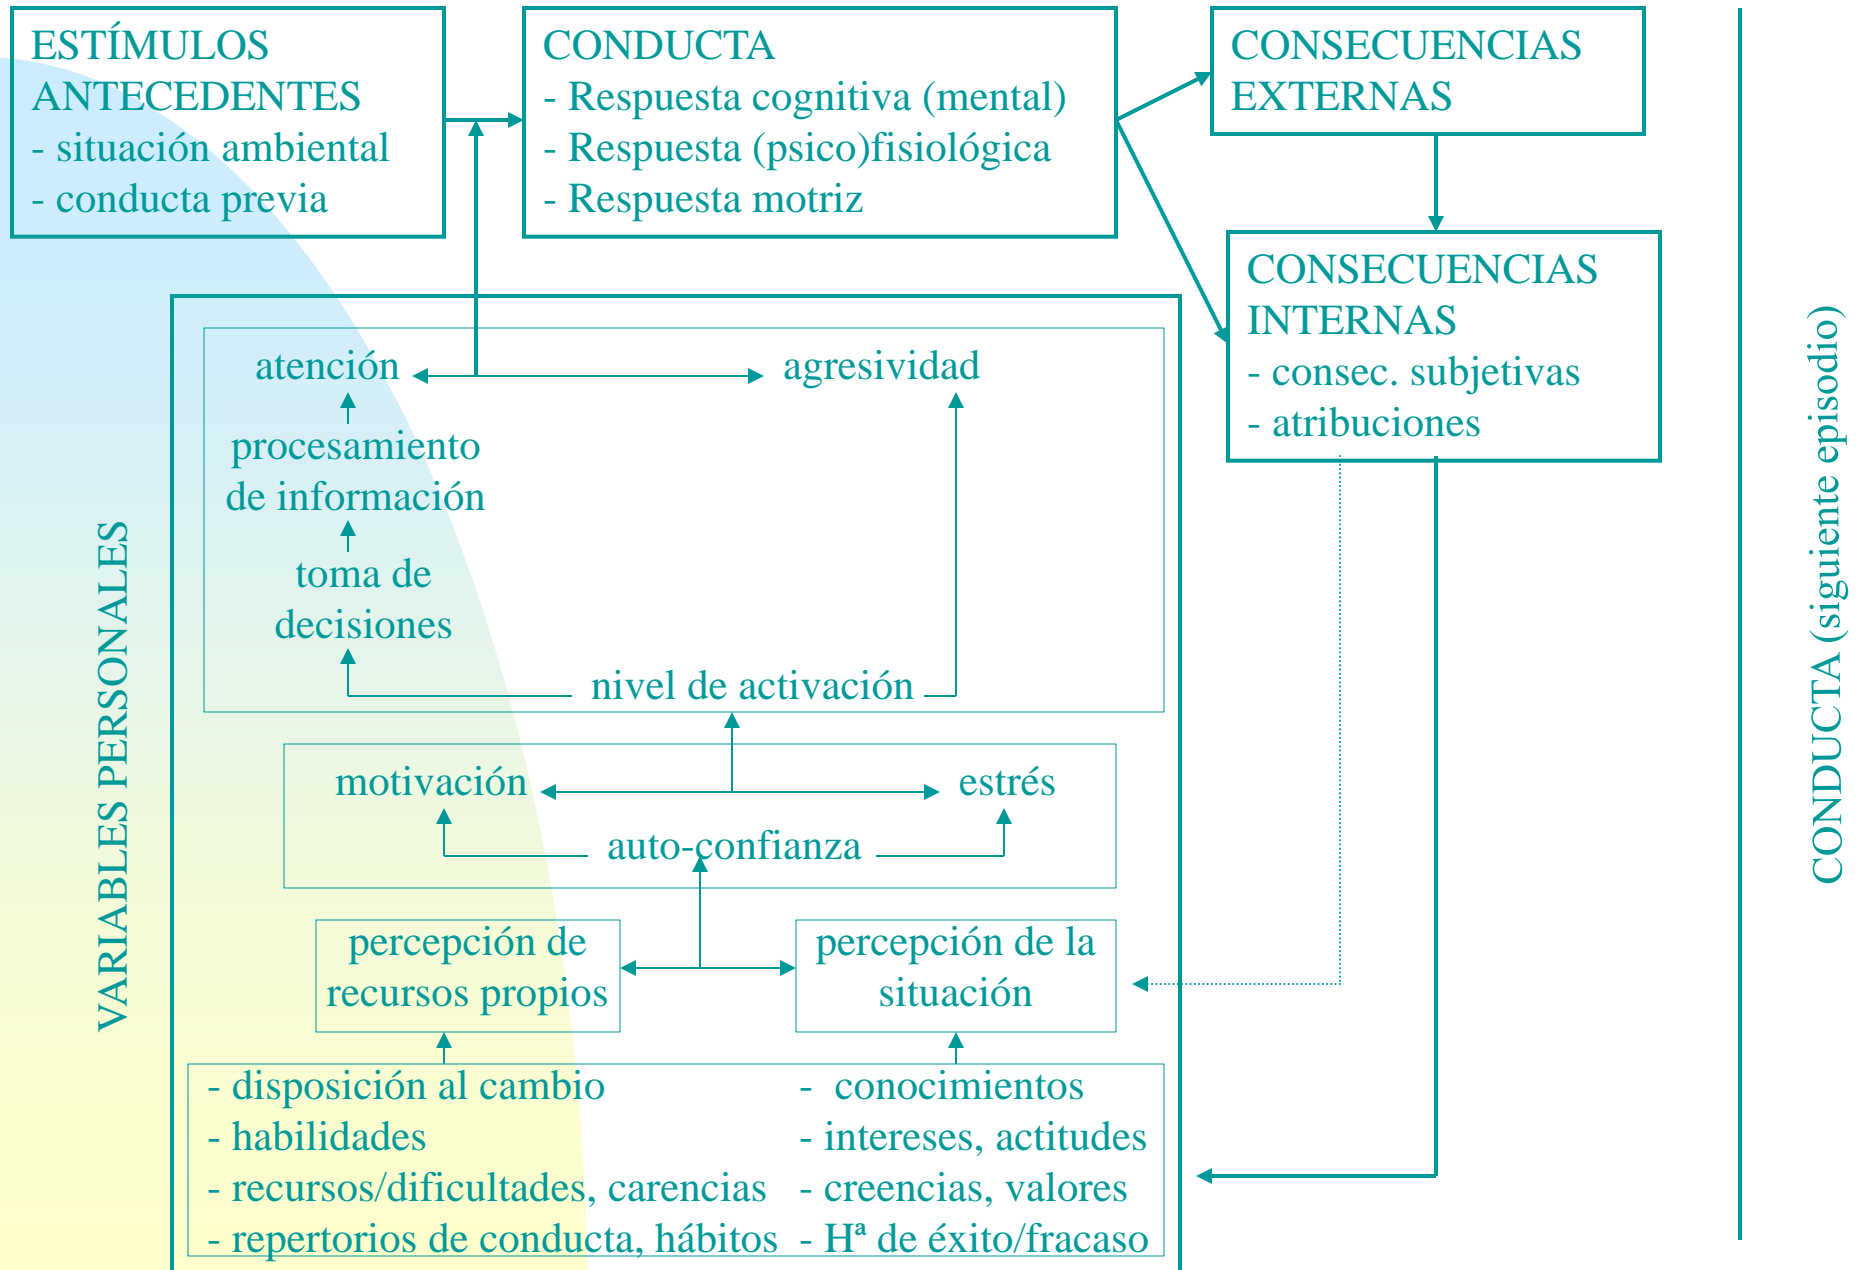 ESTÍMULOS
ANTECEDENTES
- situación ambiental
- conducta previa
CONDUCTA
- Respuesta cognitiva (mental)
- Respuesta (psico)fisiológica
- Respuesta motriz
CONSECUENCIAS
EXTERNAS
CONSECUENCIAS
INTERNAS
- consec. subjetivas
- atribuciones
VARIABLES PERSONALES
atención
agresividad
procesamiento
de información
toma de
decisiones
nivel de activación
motivación
estrés
auto-confianza
percepción de
recursos propios
percepción de la
situación
- disposición al cambio
- habilidades
- recursos/dificultades, carencias
- repertorios de conducta, hábitos
- conocimientos
- intereses, actitudes
- creencias, valores
- Hª de éxito/fracaso
CONDUCTA (siguiente episodio)